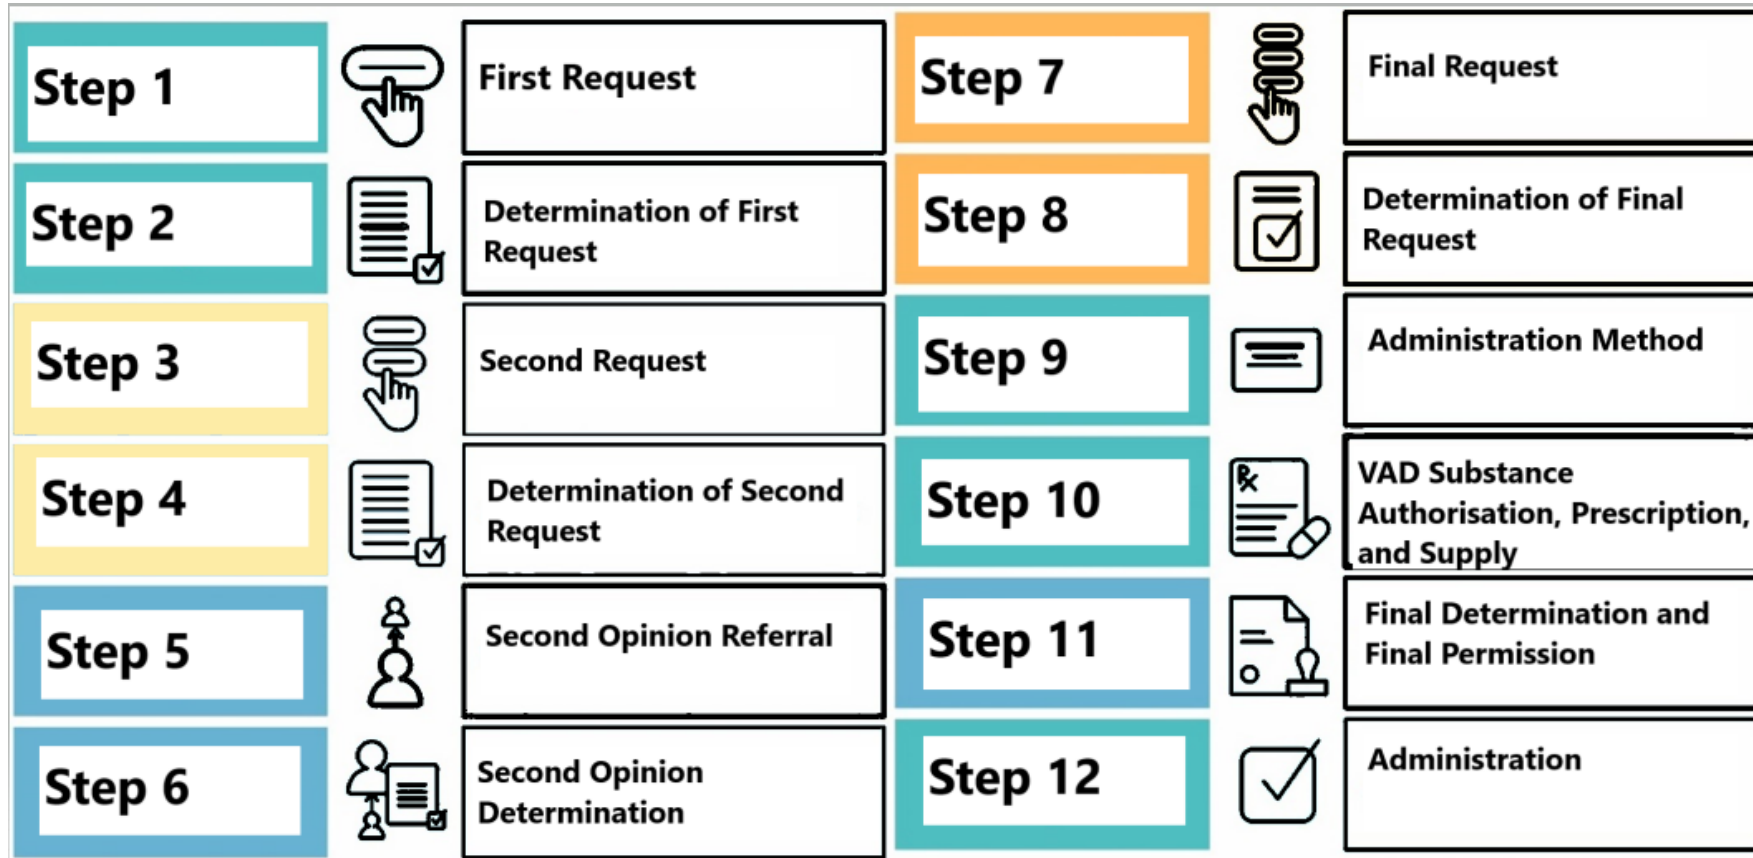 Step 1
First Request
Step 2
Determination of First
Request
Step 3
Second Request
Step 4
Determination of Second
Request
Step 5
Second Opinion Referral
Step 6
Second Opinion
Determination
Step 7
Final Request
Step 8
Determination of Final
Request
Step 9
Administration Method
Step 10
Rx
VAD Substance
Authorisation, Prescription,
and Supply
Step 11
Final Determination and
Final Permission
Step 12
Administration